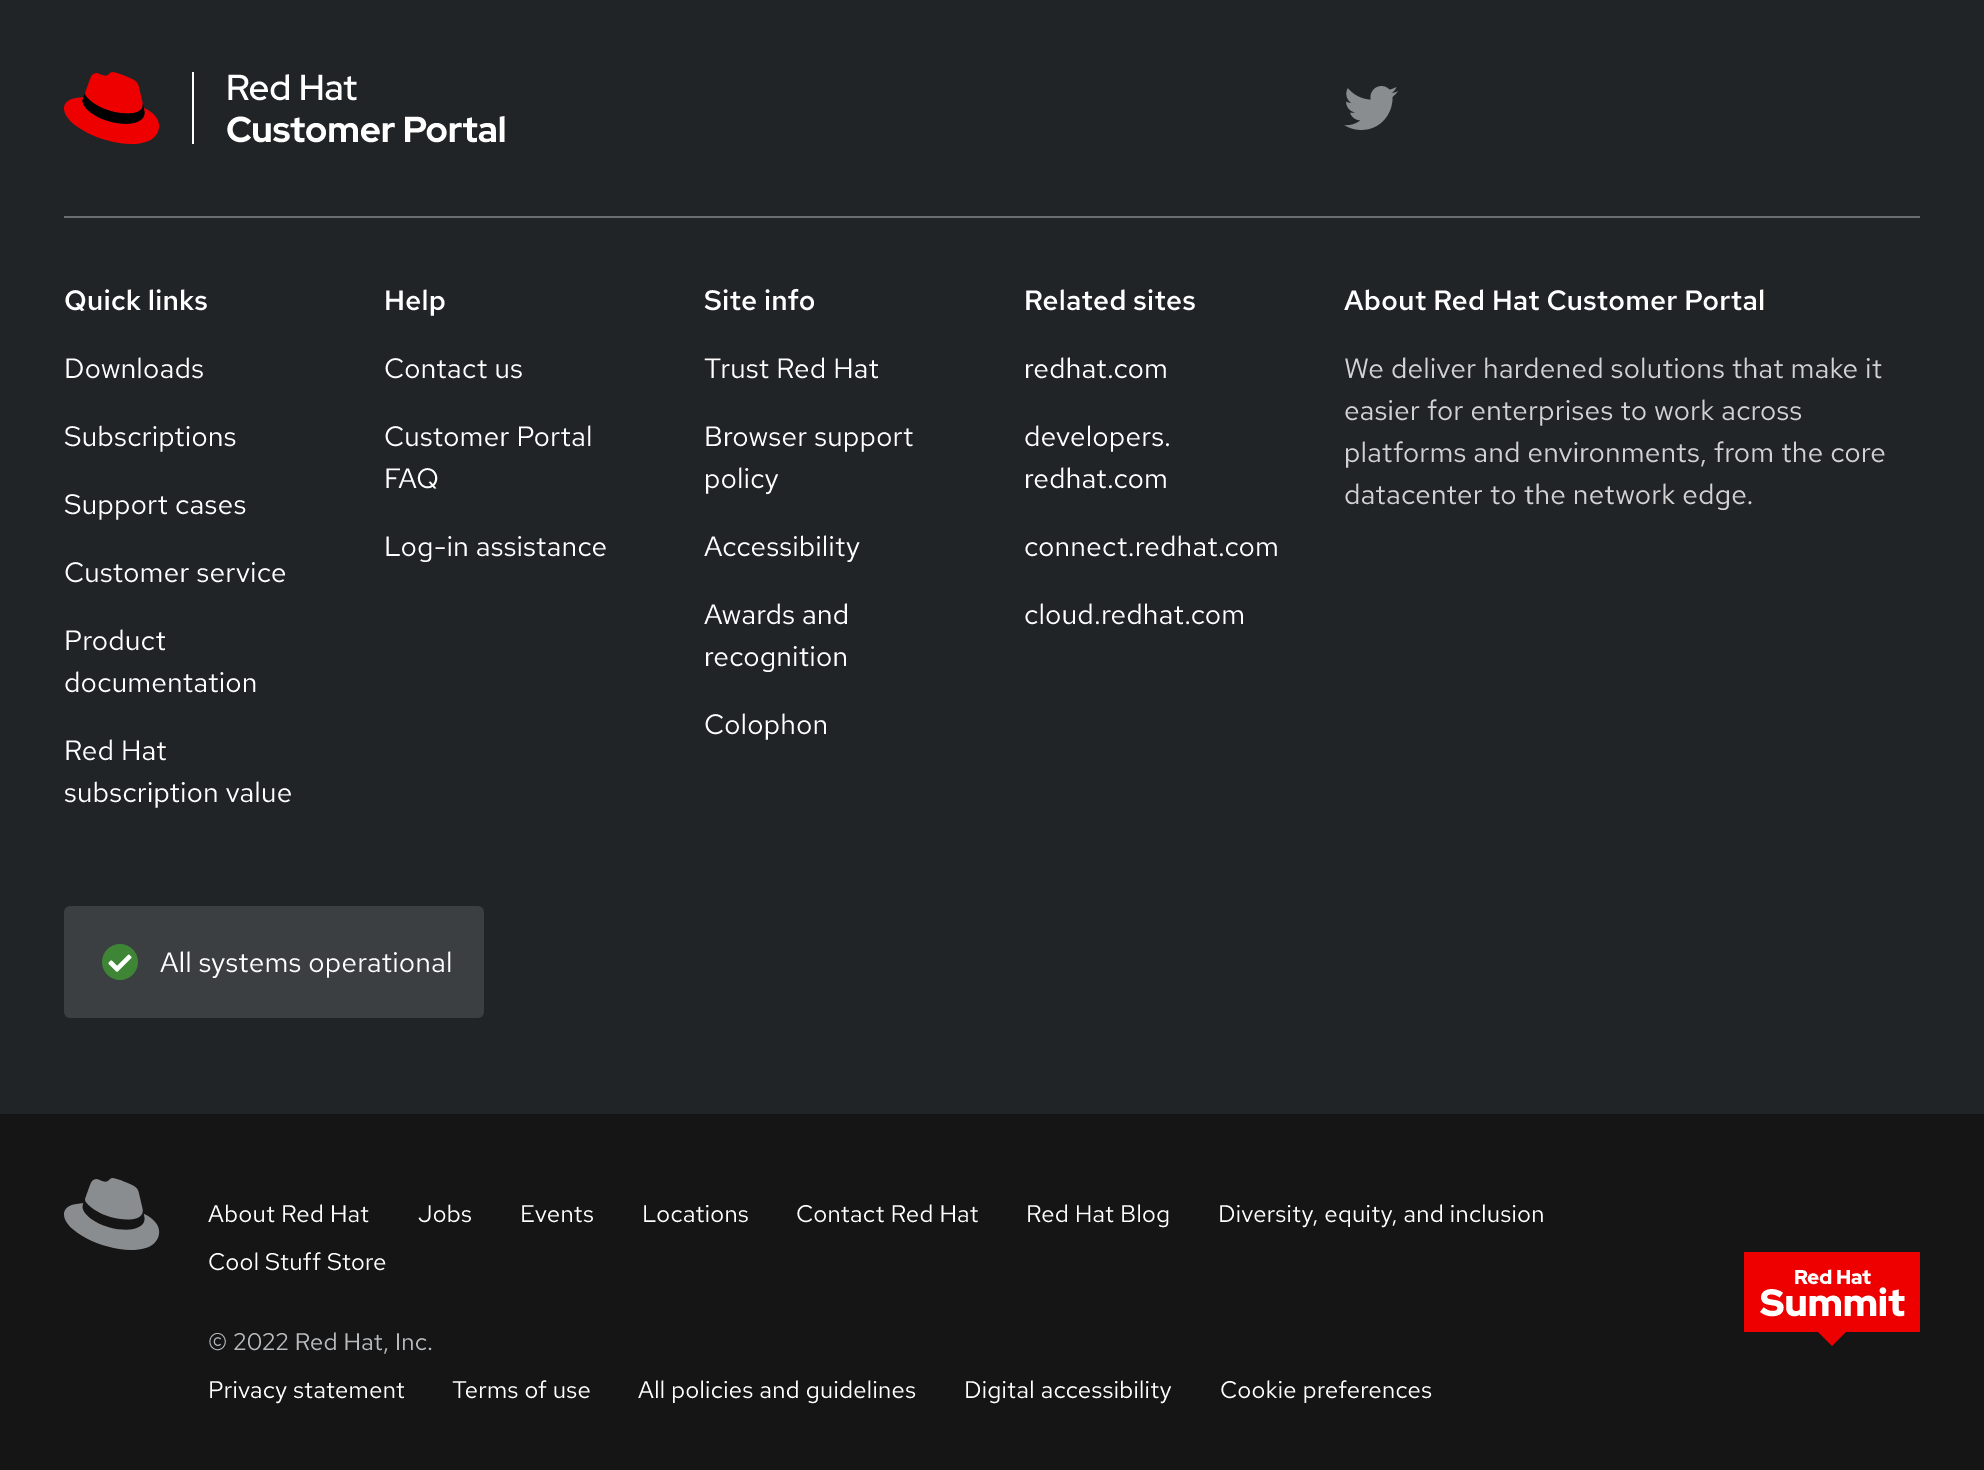 Red Hat
Customer Portal
Quick links
Downloads
Subscriptions
Support cases
Customer service
Product
documentation
Red Hat
subscription value
Help
Contact us
Customer Portal
FAQ
Log-in assistance
Site info
Trust Red Hat
Browser support
policy
Accessibility
Awards and
recognition
Colophon
Related sites
redhat.com
developers.
redhat.com
connect.redhat.com
cloud.redhat.com
About Red Hat Customer Portal
We deliver hardened solutions that make it
easier for enterprises to work across
platforms and environments, from the core
datacenter to the network edge.
All systems operational
About Red Hat Jobs Events Locations Contact Red Hat Red Hat Blog Diversity, equity, and inclusion
Cool Stuff Store
© 2022 Red Hat, Inc.
Privacy statement Terms of use All policies and guidelines Digital accessibility Cookie preferences
Red Hat
Summit